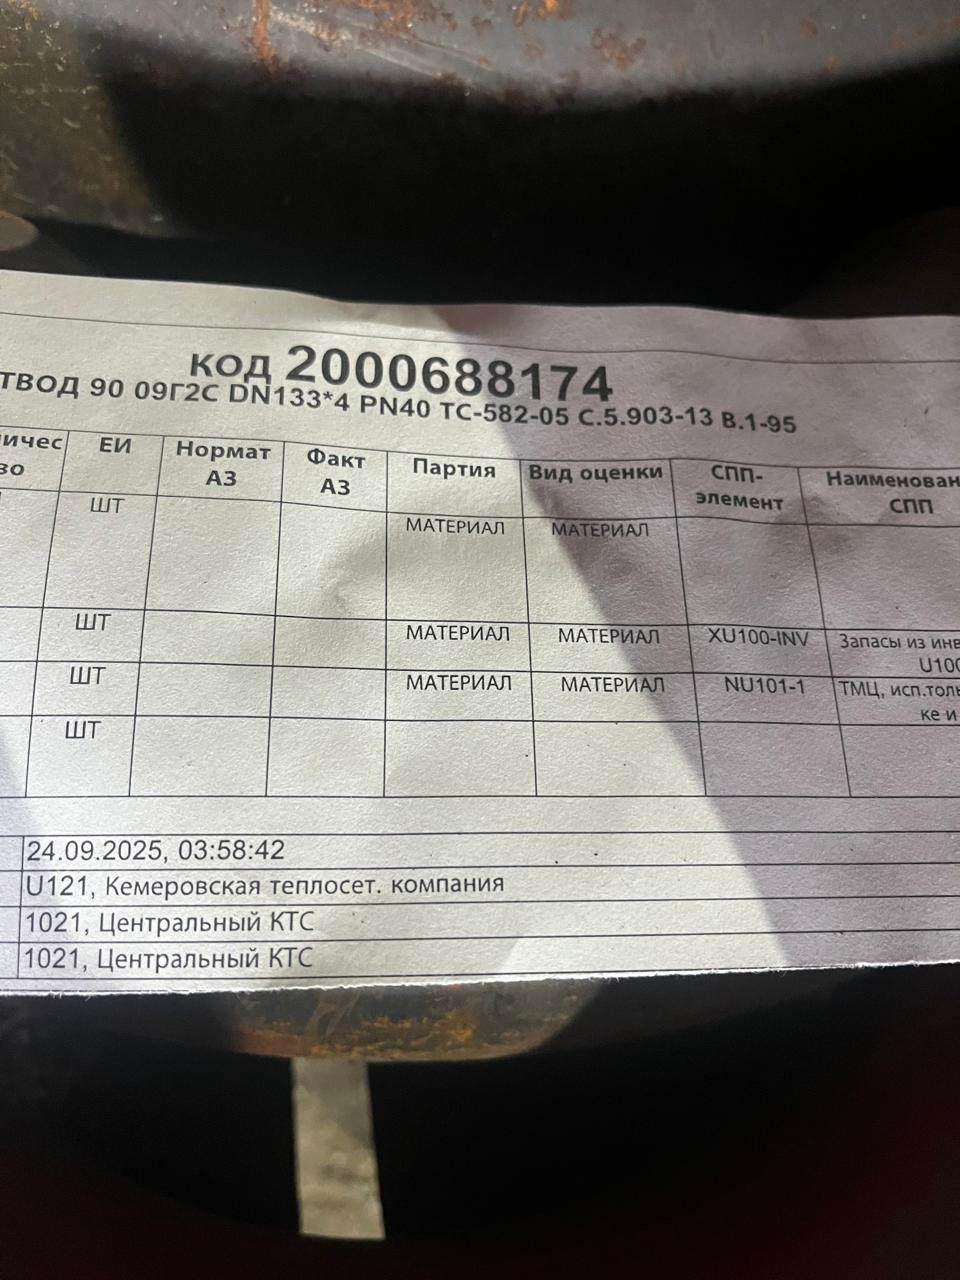 КОД 2000688174
ТВОД 90 09Г2С DN133*4 PN40 ТС-582-05 С.5.903-13 В.1-95
ичес во ЕИ Нормат АЗ Факт АЗ Партия Вид оценки СПП-элемент Наименован СПП
ШТ МАТЕРИАЛ МАТЕРИАЛ
ШТ МАТЕРИАЛ МАТЕРИАЛ XU100-INV Запасы из инв U100
ШТ МАТЕРИАЛ МАТЕРИАЛ NU101-1 ТМЦ, исп.толь ке и
ШТ
24.09.2025, 03:58:42
U121, Кемеровская теплосет. компания
1021, Центральный КТС
1021, Центральный КТС